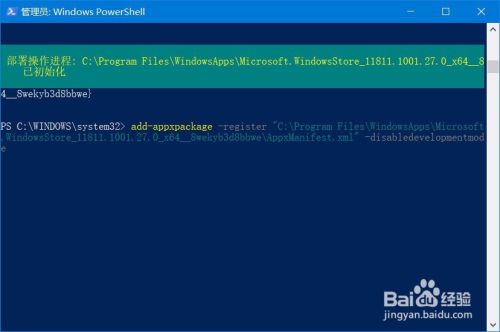 管理员: Windows PowerShell
部署操作进程: C:\Program Files\WindowsApps\Microsoft.WindowsStore_11811.1001.27.0_x64__8
已初始化
4__8wekyb3d8bbwe}
PS C:\WINDOWS\system32> add-appxpackage -register "C:\Program Files\WindowsApps\Microsoft
.WindowsStore_11811.1001.27.0_x64__8wekyb3d8bbwe\AppxManifest.xml" -disabledevelopmentmod
e
Baidu经验
jingyan.baidu.com